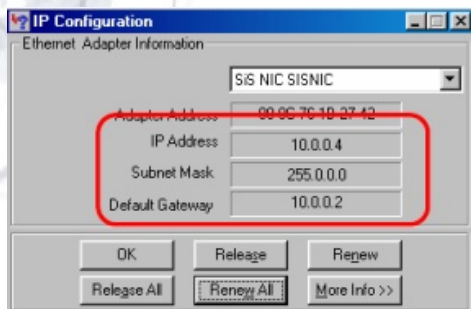 IP Configuration
Ethernet Adapter Information
SiS NIC SISNIC
Adapter Address
IP Address 10.0.0.4
Subnet Mask 255.0.0.0
Default Gateway 10.0.0.2
OK Release Renew
Release All Renew All More Info >>